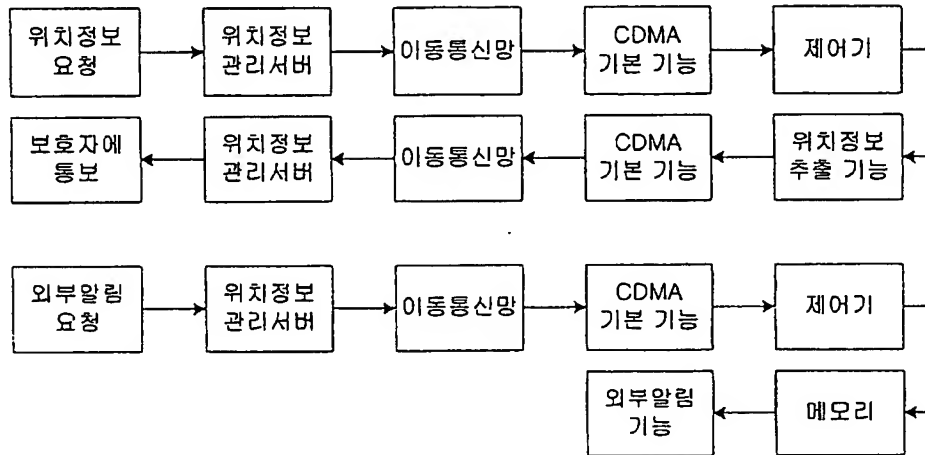 위치정보
요청
위치정보
관리서버
이동통신망
CDMA
기본 기능
제어기
보호자에
통보
위치정보
관리서버
이동통신망
CDMA
기본 기능
위치정보
추출 기능
외부알림
요청
위치정보
관리서버
이동통신망
CDMA
기본 기능
제어기
외부알림
기능
메모리